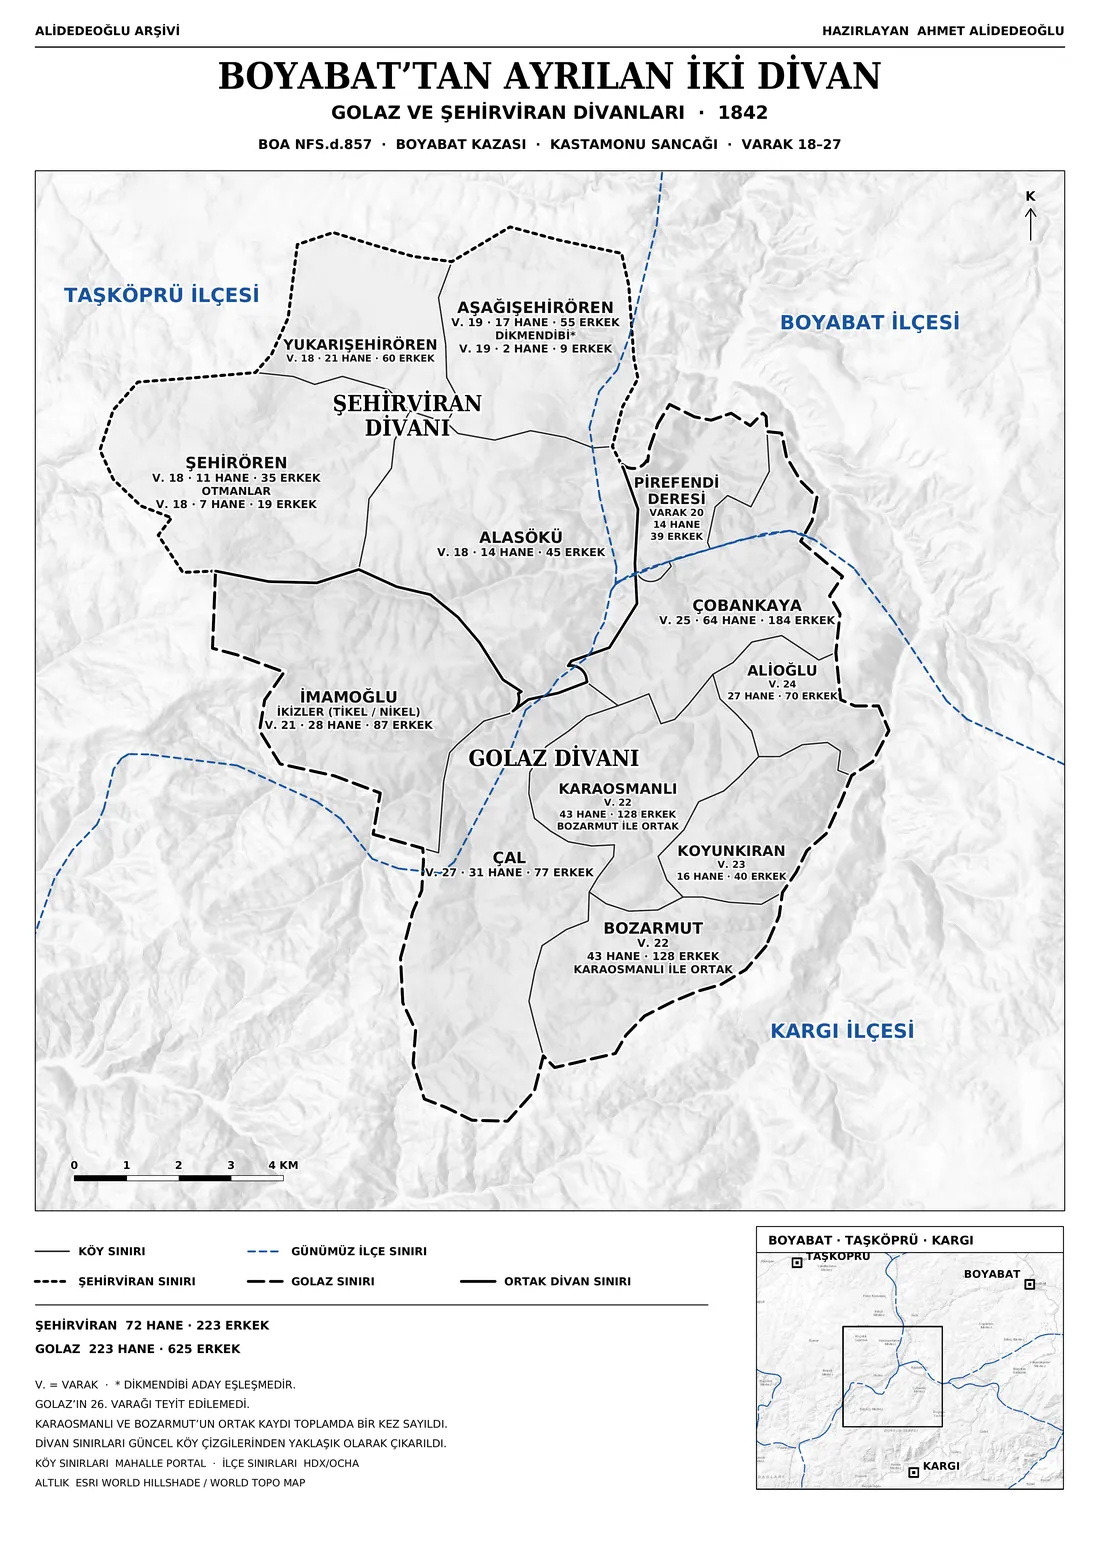 ALİDEDEOĞLU ARŞİVİ
HAZIRLAYAN AHMET ALİDEDEOĞLU
BOYABAT’TAN AYRILAN İKİ DİVAN
GOLAZ VE ŞEHİRVİRAN DİVANLARI · 1842
BOA NFS.d.857 · BOYABAT KAZASI · KASTAMONU SANCAĞI · VARAK 18–27
K
TAŞKÖPRÜ İLÇESİ
BOYABAT İLÇESİ
AŞAĞIŞEHİRÖREN
V. 19 · 17 HANE · 55 ERKEK
DİKMENDİBİ*
V. 19 · 2 HANE · 9 ERKEK
YUKARIŞEHİRÖREN
V. 18 · 21 HANE · 60 ERKEK
ŞEHİRVİRAN
DİVANI
ŞEHİRÖREN
V. 18 · 11 HANE · 35 ERKEK
OTMANLAR
V. 18 · 7 HANE · 19 ERKEK
PİREFENDİ
DERESİ
VARAK 20
14 HANE
39 ERKEK
ALASÖKÜ
V. 18 · 14 HANE · 45 ERKEK
ÇOBANKAYA
V. 25 · 64 HANE · 184 ERKEK
ALİOĞLU
V. 24
27 HANE · 70 ERKEK
İMAMOĞLU
İKİZLER (TİKEL / NİKEL)
V. 21 · 28 HANE · 87 ERKEK
GOLAZ DİVANI
KARAOSMANLI
V. 22
43 HANE · 128 ERKEK
BOZARMUT İLE ORTAK
KOYUNKIRAN
V. 23
16 HANE · 40 ERKEK
ÇAL
V. 27 · 31 HANE · 77 ERKEK
BOZARMUT
V. 22
43 HANE · 128 ERKEK
KARAOSMANLI İLE ORTAK
KARGI İLÇESİ
0 1 2 3 4 KM
KÖY SINIRI
GÜNÜMÜZ İLÇE SINIRI
ŞEHİRVİRAN SINIRI
GOLAZ SINIRI
ORTAK DİVAN SINIRI
ŞEHİRVİRAN 72 HANE · 223 ERKEK
GOLAZ 223 HANE · 625 ERKEK
V. = VARAK · * DİKMENDİBİ ADAY EŞLEŞMEDİR.
GOLAZ’IN 26. VARAĞI TEYİT EDİLEMEDİ.
KARAOSMANLI VE BOZARMUT’UN ORTAK KAYDI TOPLAMDA BİR KEZ SAYILDI.
DİVAN SINIRLARI GÜNCEL KÖY ÇİZGİLERİNDEN YAKLAŞIK OLARAK ÇIKARILDI.
KÖY SINIRLARI MAHALLE PORTAL · İLÇE SINIRLARI HDX/OCHA
ALTLIK ESRI WORLD HILLSHADE / WORLD TOPO MAP
BOYABAT · TAŞKÖPRÜ · KARGI
TAŞKÖPRÜ
BOYABAT
KARGI